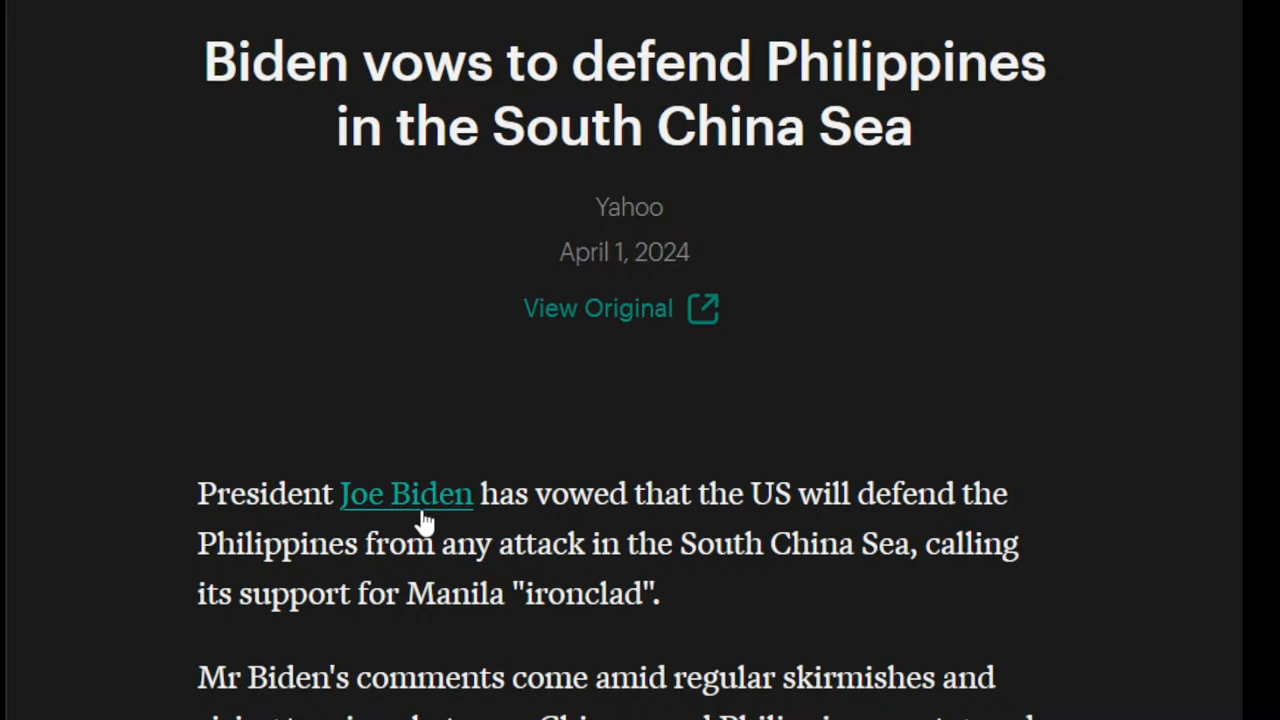 Biden vows to defend Philippines
in the South China Sea
Yahoo
April 1, 2024
View Original
President Joe Biden has vowed that the US will defend the
Philippines from any attack in the South China Sea, calling
its support for Manila "ironclad".
Mr Biden's comments come amid regular skirmishes and